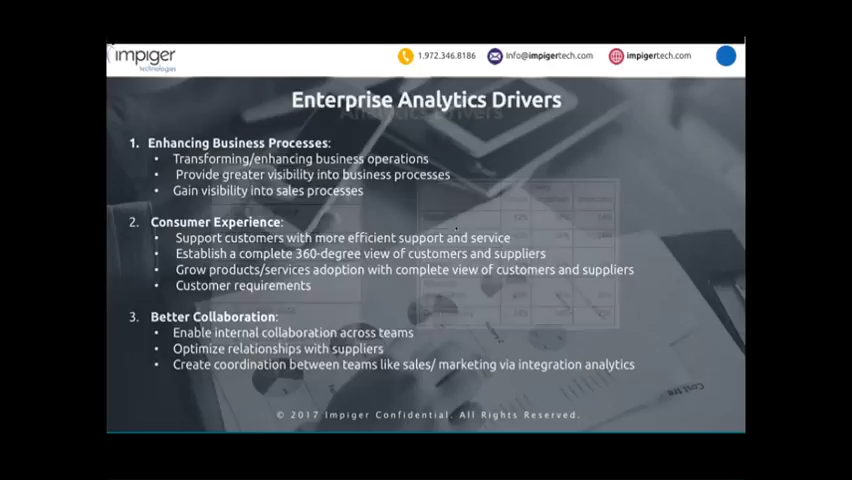 impiger
technologies
1.972.346.8186
Info@impigertech.com
impigertech.com
Enterprise Analytics Drivers
1. Enhancing Business Processes:
• Transforming/enhancing business operations
• Provide greater visibility into business processes
• Gain visibility into sales processes
2. Consumer Experience:
• Support customers with more efficient support and service
• Establish a complete 360-degree view of customers and suppliers
• Grow products/services adoption with complete view of customers and suppliers
• Customer requirements
3. Better Collaboration:
• Enable internal collaboration across teams
• Optimize relationships with suppliers
• Create coordination between teams like sales/ marketing via integration analytics
© 2017 Impiger Confidential. All Rights Reserved.